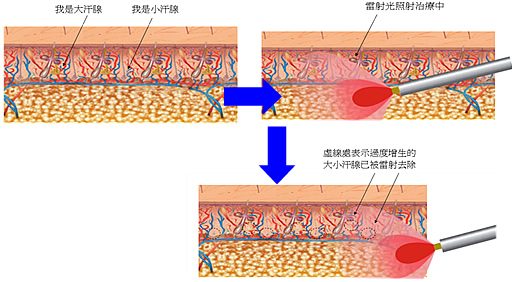 我是大汗腺
我是小汗腺
雷射光照射治療中
虛線處表示過度增生的
大小汗線已被雷射去除